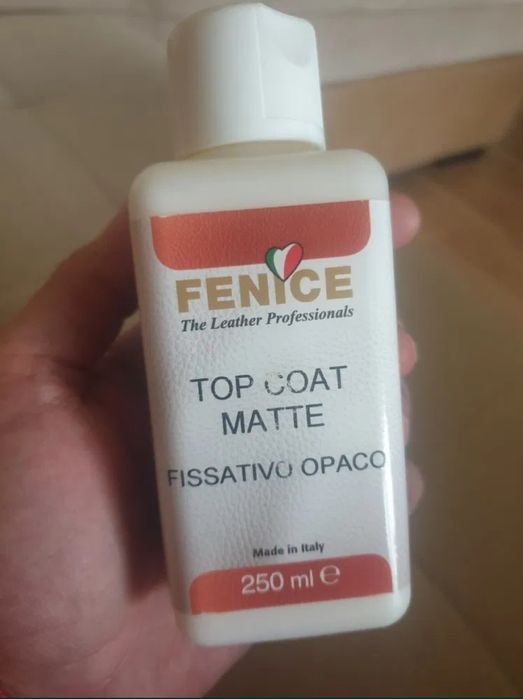 FENICE
The Leather Professionals
TOP COAT
MATTE
FISSATIVO OPACO
Made in Italy
250 ml ℮